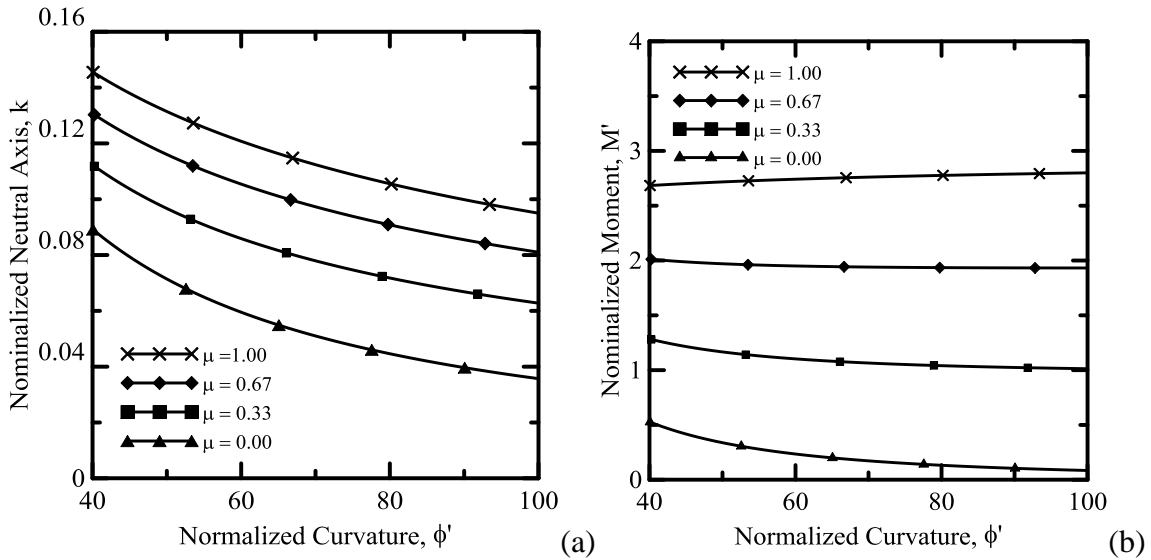 0.16
0.12
0.08
0.04
0
Nominalized Neutral Axis, k
μ =1.00
μ = 0.67
μ = 0.33
μ = 0.00
40
60
80
100
Normalized Curvature, ϕ'
(a)
4
3
2
1
0
Nominalized Moment, M'
μ = 1.00
μ = 0.67
μ = 0.33
μ = 0.00
40
60
80
100
Normalized Curvature, ϕ'
(b)